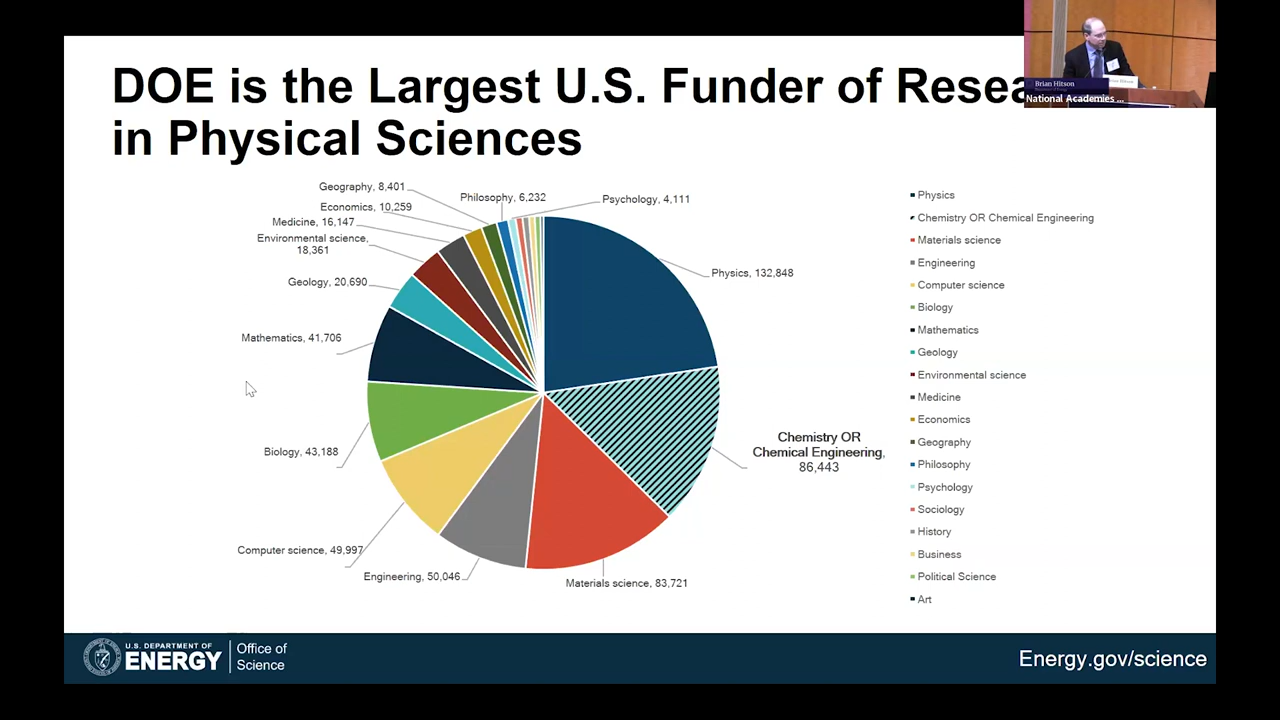 DOE is the Largest U.S. Funder of Resea
in Physical Sciences
Brian Hitson
National Academies ...
Geography, 8,401
Philosophy, 6,232
Psychology, 4,111
Economics, 10,259
Medicine, 16,147
Environmental science,
18,361
Geology, 20,690
Physics, 132,848
Mathematics, 41,706
Biology, 43,188
Chemistry OR
Chemical Engineering,
86,443
Computer science, 49,997
Engineering, 50,046
Materials science, 83,721
Physics
Chemistry OR Chemical Engineering
Materials science
Engineering
Computer science
Biology
Mathematics
Geology
Environmental science
Medicine
Economics
Geography
Philosophy
Psychology
Sociology
History
Business
Political Science
Art
U.S. DEPARTMENT OF
ENERGY
Office of
Science
Energy.gov/science